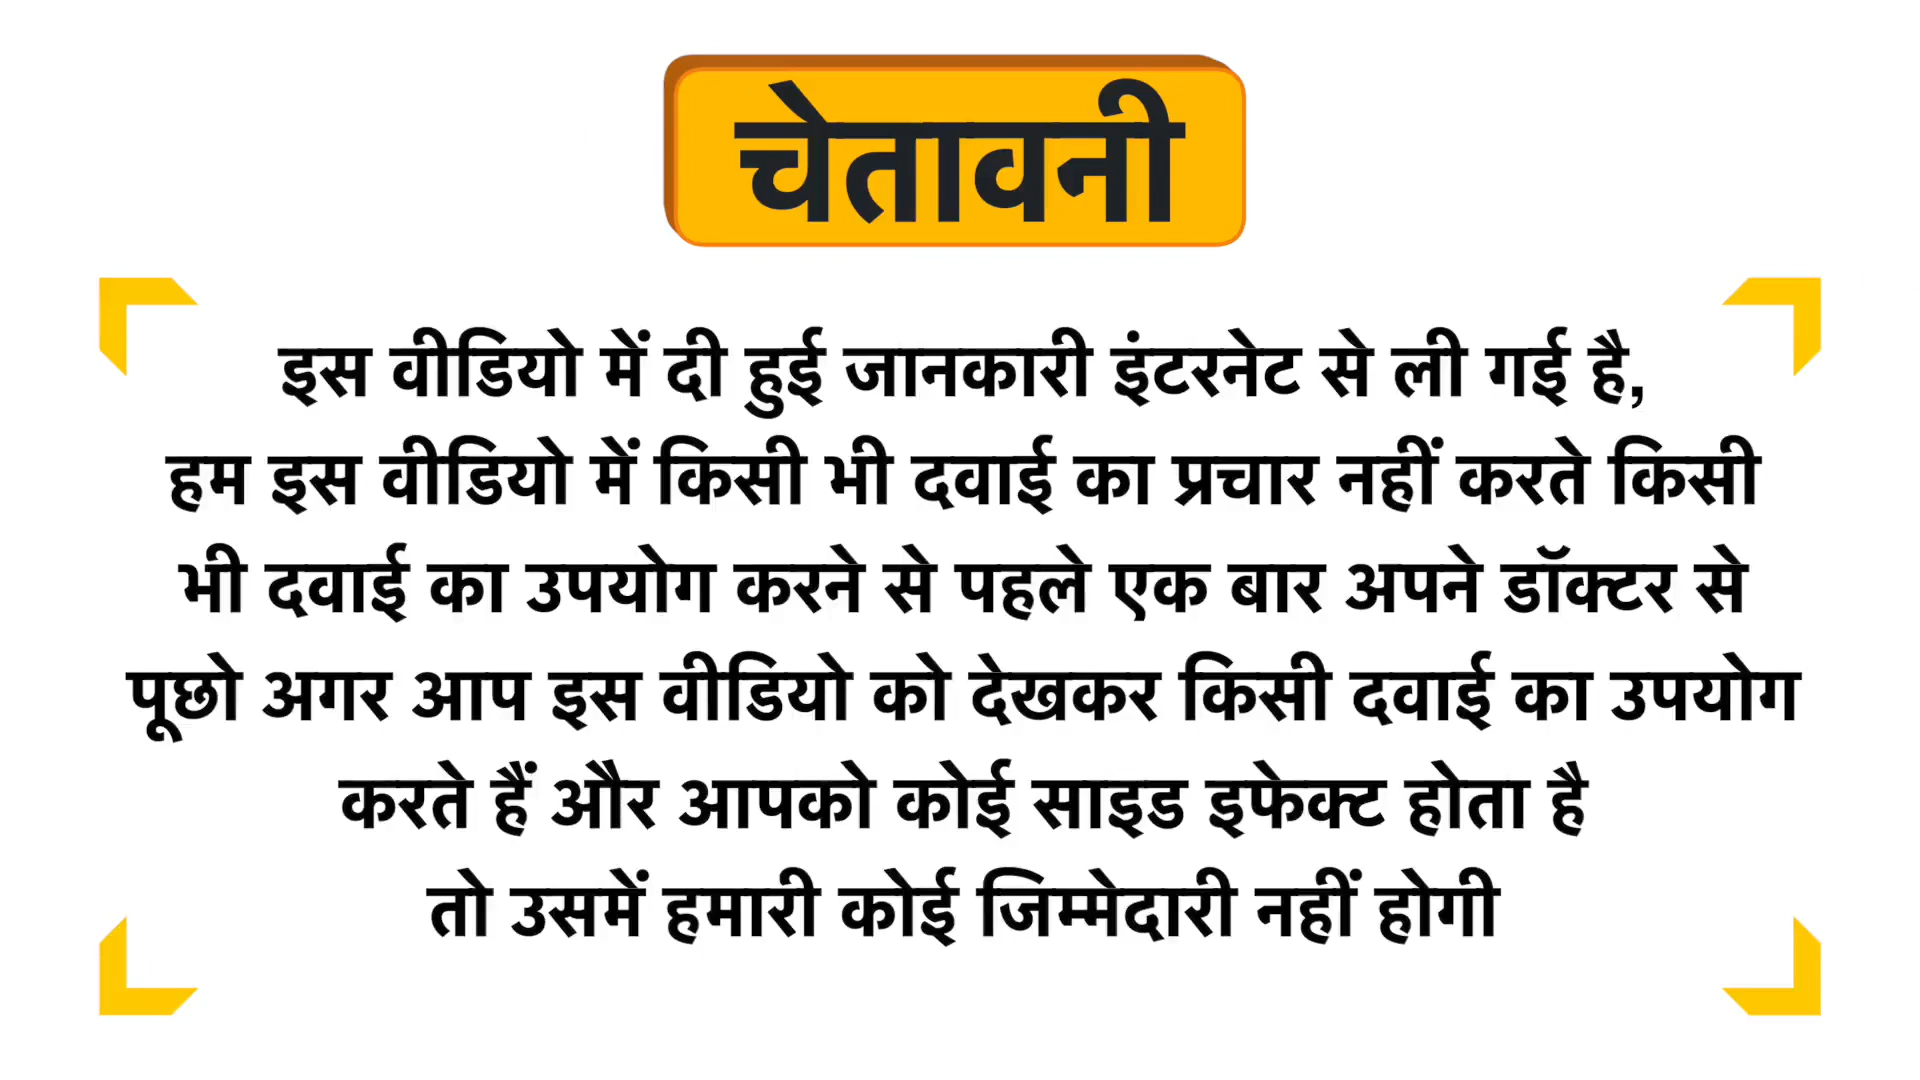 चेतावनी
इस वीडियो में दी हुई जानकारी इंटरनेट से ली गई है,
हम इस वीडियो में किसी भी दवाई का प्रचार नहीं करते किसी
भी दवाई का उपयोग करने से पहले एक बार अपने डॉक्टर से
पूछो अगर आप इस वीडियो को देखकर किसी दवाई का उपयोग
करते हैं और आपको कोई साइड इफेक्ट होता है
तो उसमें हमारी कोई जिम्मेदारी नहीं होगी